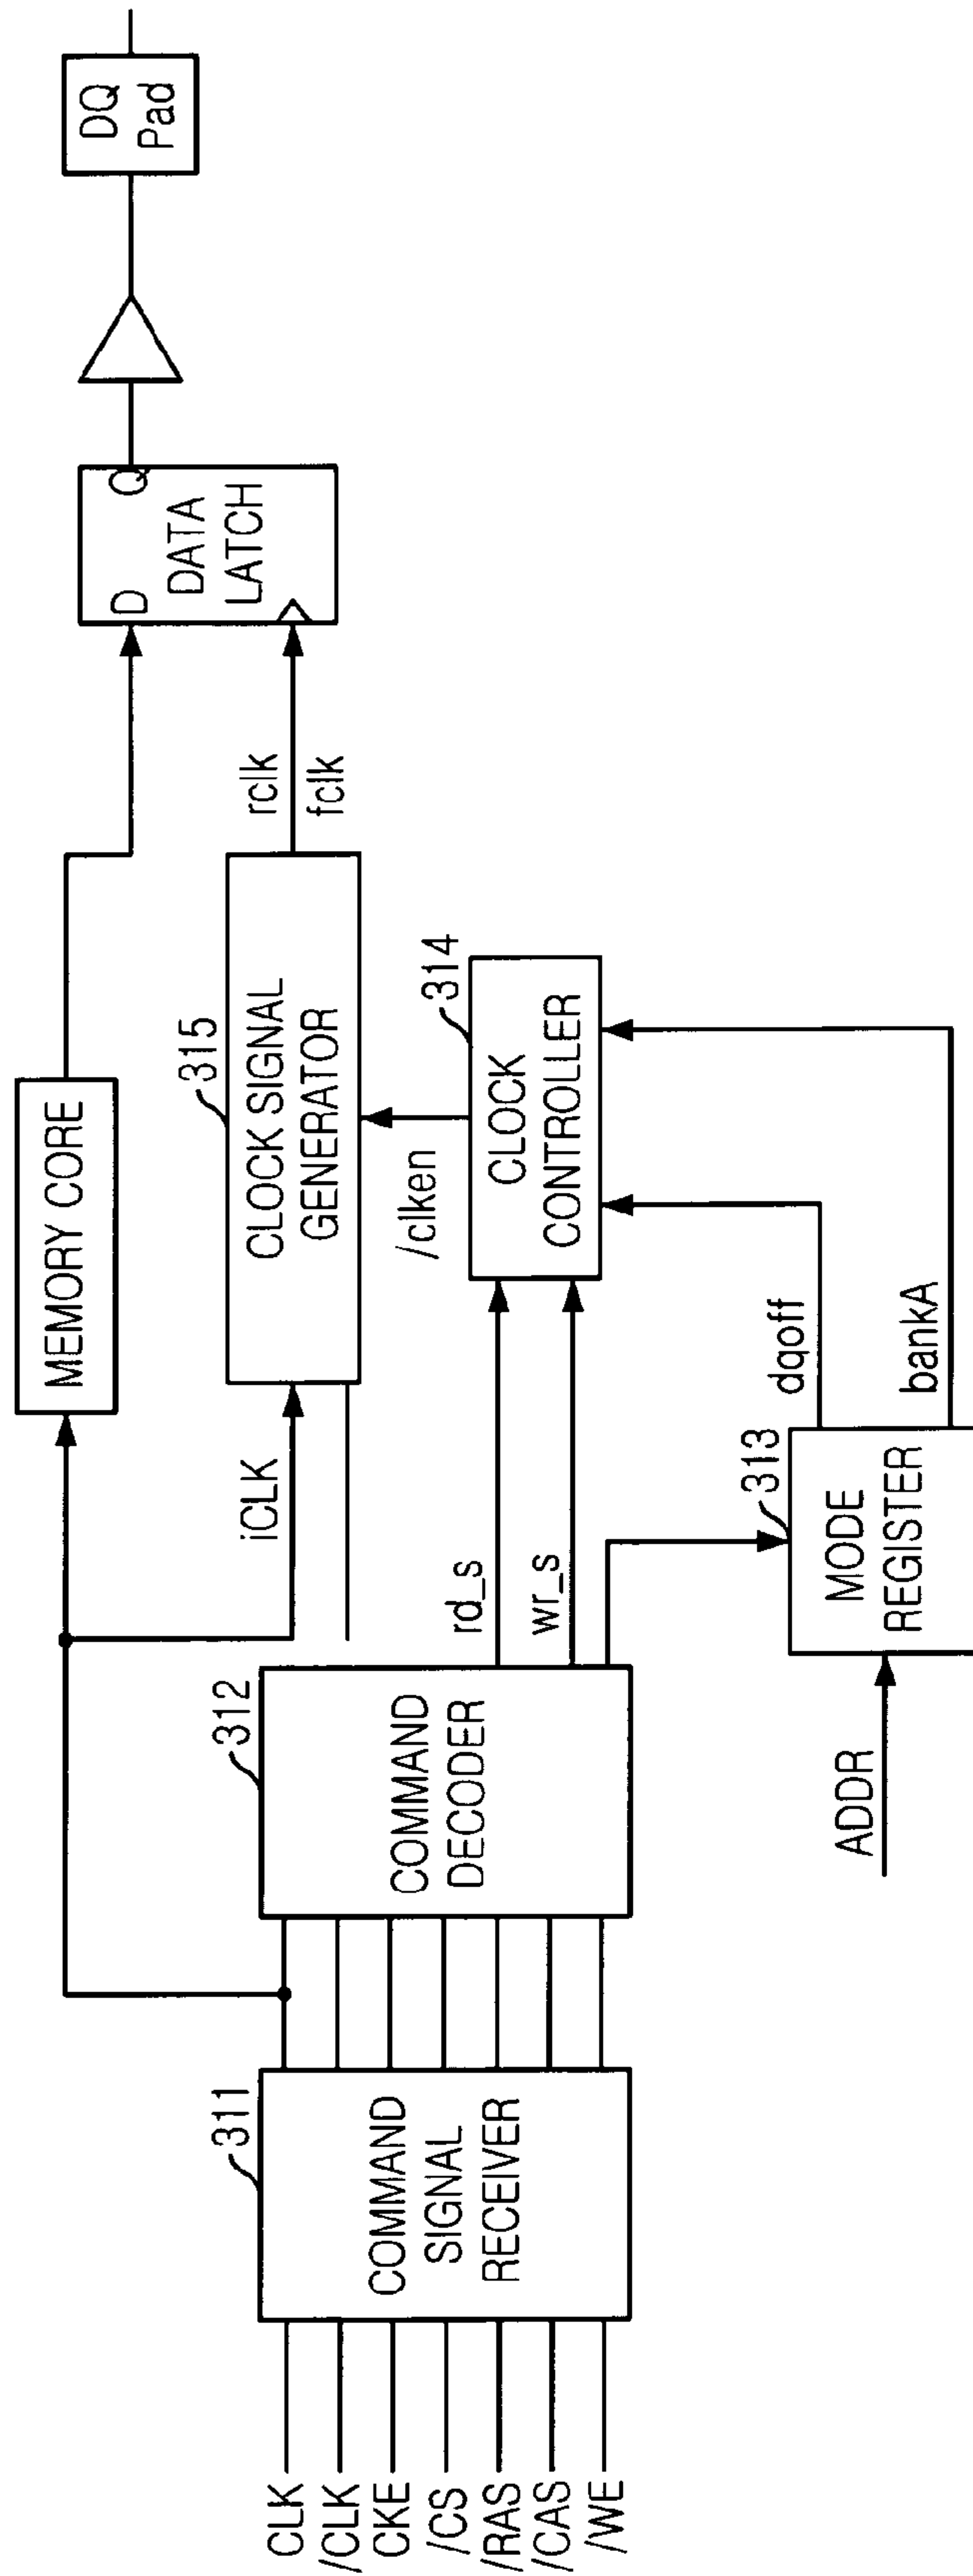 CLK
/CLK
CKE
/CS
/RAS
/CAS
/WE
311
COMMAND
SIGNAL
RECEIVER
312
COMMAND
DECODER
iCLK
rd_s
wr_s
ADDR
313
MODE
REGISTER
dqoff
bankA
MEMORY CORE
315
CLOCK SIGNAL
GENERATOR
/clken
314
CLOCK
CONTROLLER
rclk
fclk
D
Q
DATA
LATCH
DQ
Pad